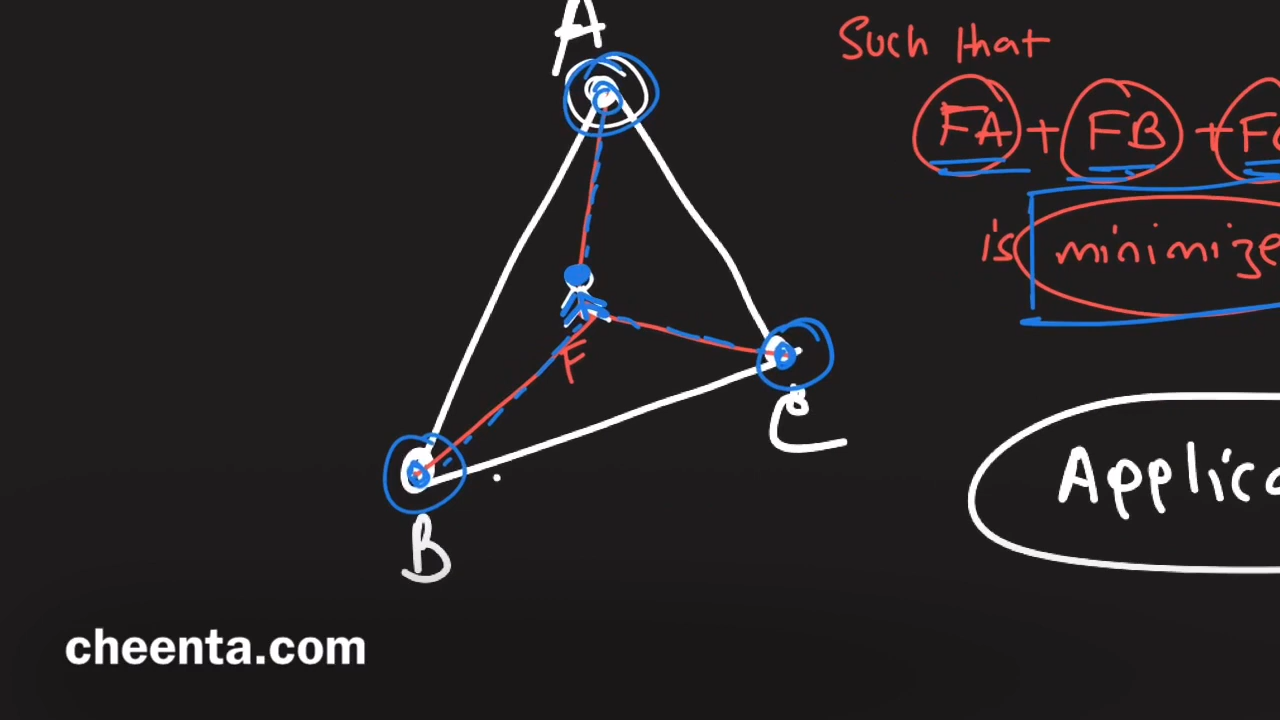 A
Such that
FA + FB + F
is minimize
F
C
Applic
B
cheenta.com